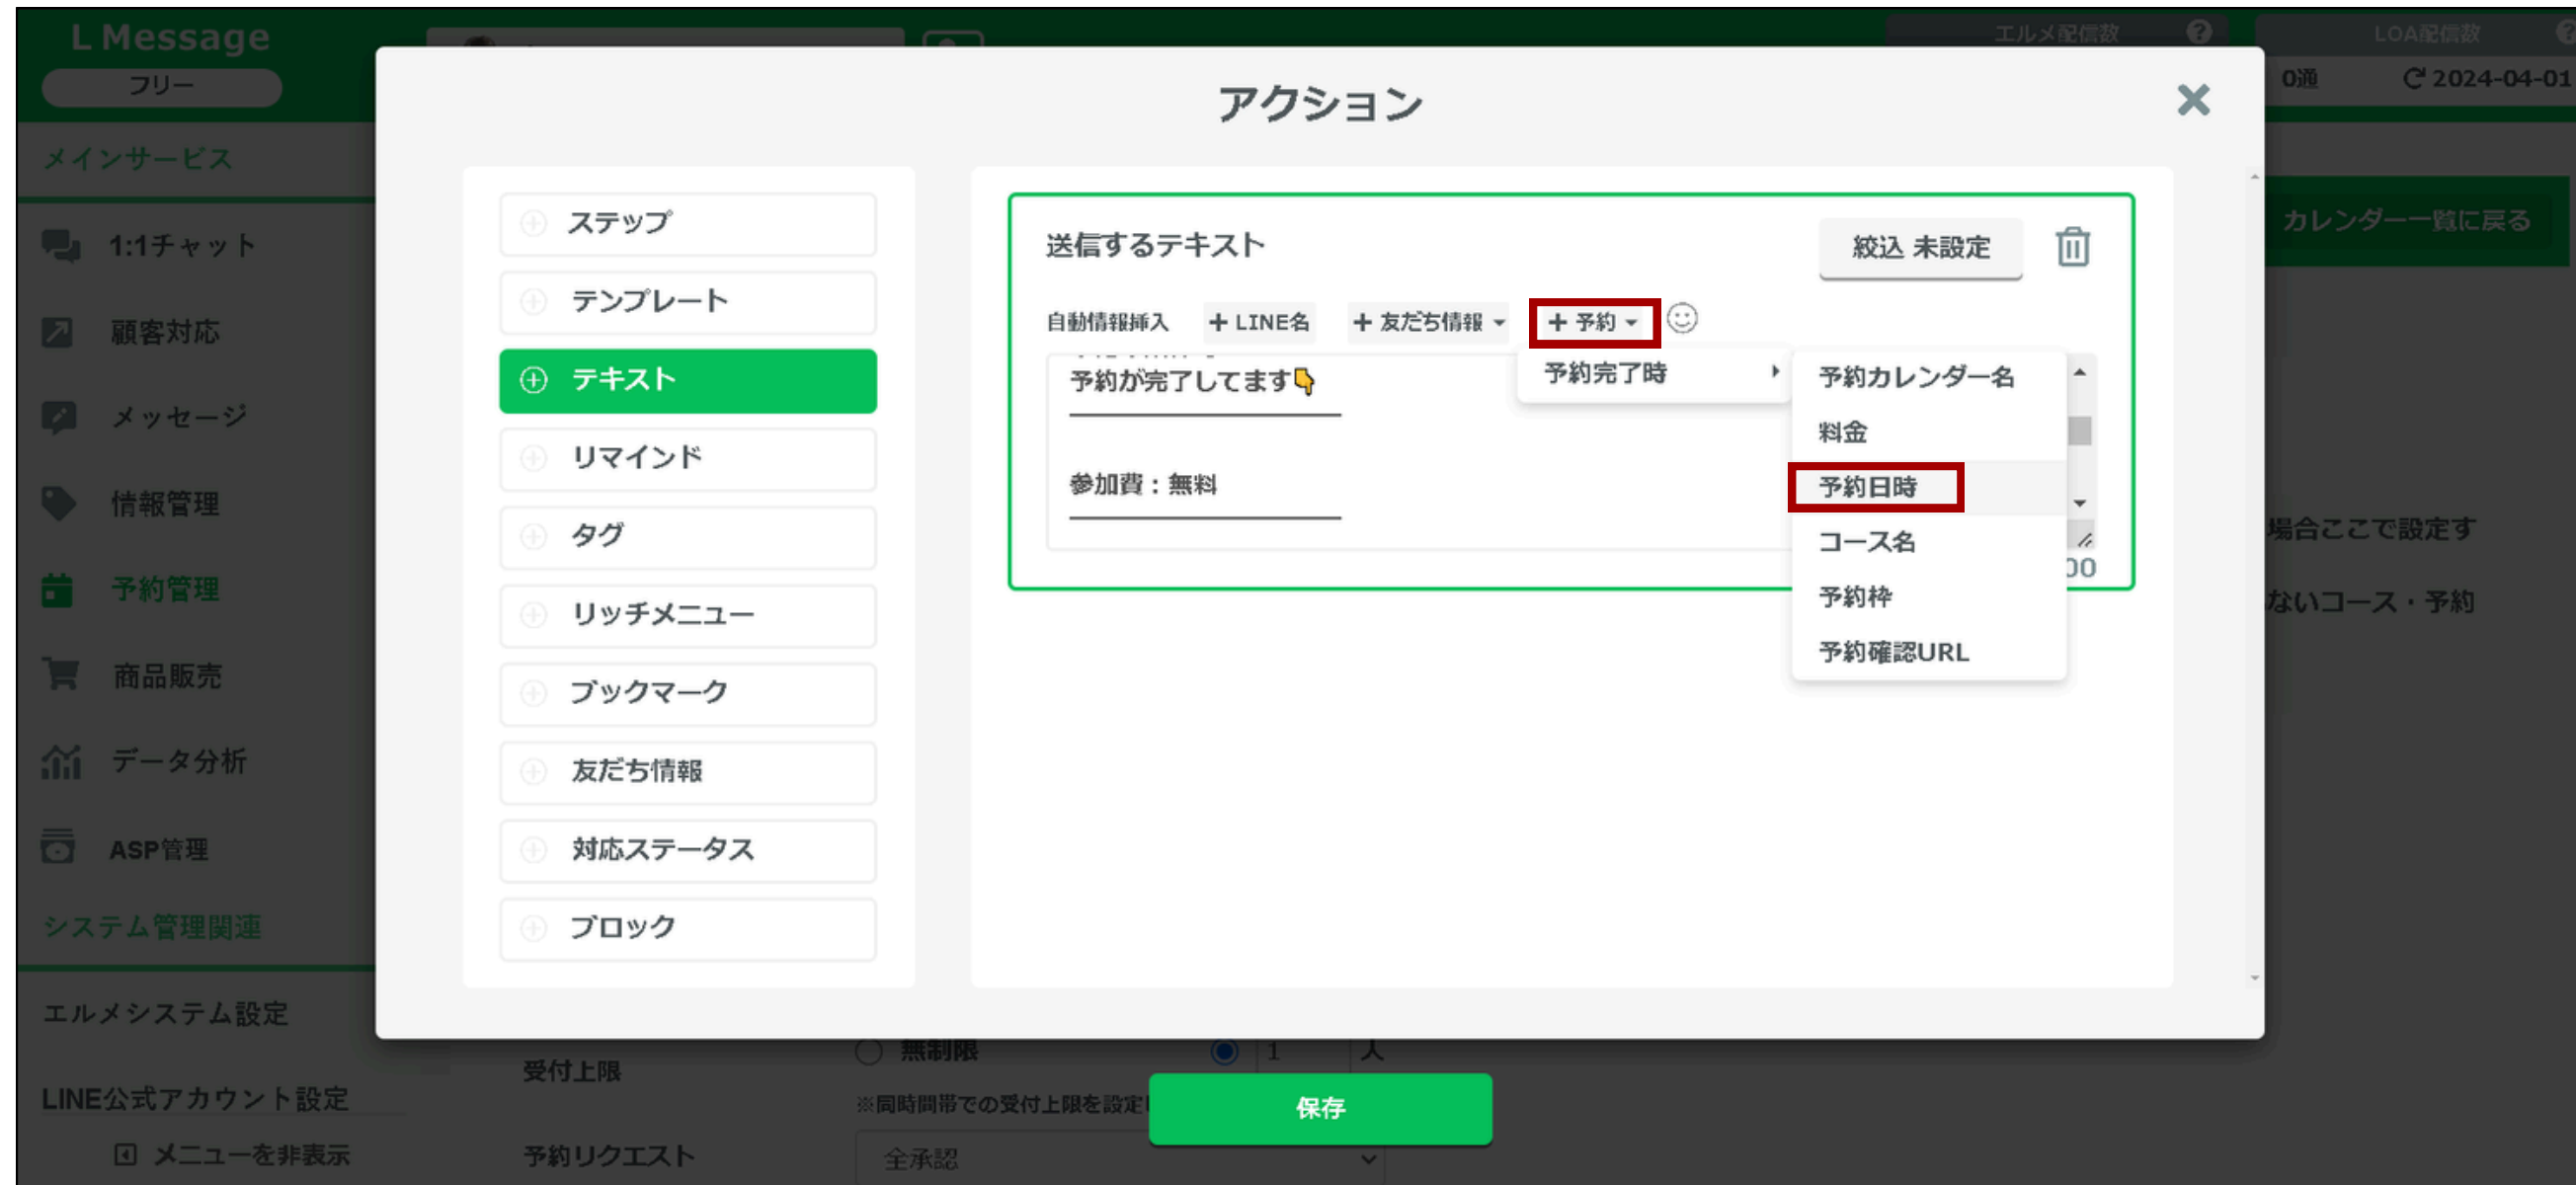 L Message
フリー
エルメ配信数
LOA配信数
0通
2024-04-01
メインサービス
1:1チャット
顧客対応
メッセージ
情報管理
予約管理
商品販売
データ分析
ASP管理
システム管理関連
エルメシステム設定
LINE公式アカウント設定
メニューを非表示
アクション
ステップ
テンプレート
テキスト
リマインド
タグ
リッチメニュー
ブックマーク
友だち情報
対応ステータス
ブロック
送信するテキスト
絞込 未設定
自動情報挿入 + LINE名 + 友だち情報 + 予約
予約が完了してます👇
参加費：無料
予約完了時
予約カレンダー名
料金
予約日時
コース名
予約枠
予約確認URL
00
カレンダー一覧に戻る
場合ここで設定す
ないコース・予約
受付上限
無制限
1 人
※同時間帯での受付上限を設定
予約リクエスト
全承認
保存